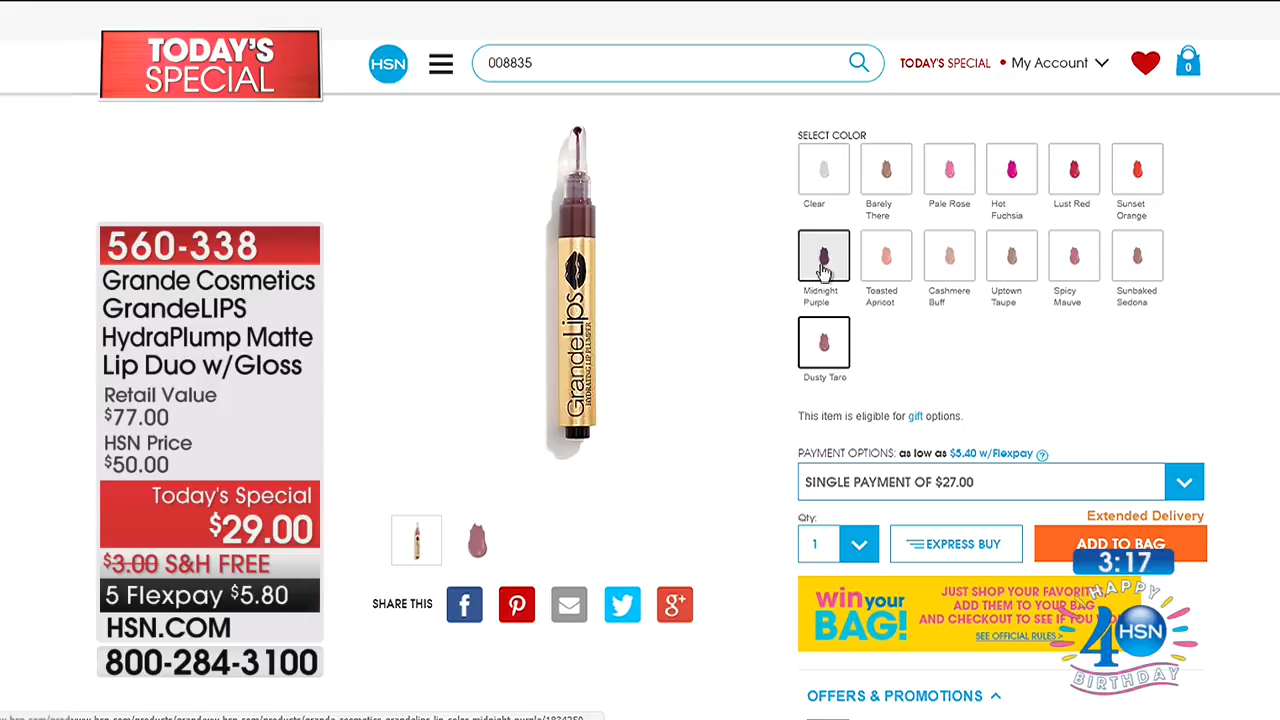 TODAY'S
SPECIAL
HSN
008835
TODAY'S SPECIAL
My Account
0
560-338
Grande Cosmetics
GrandeLIPS
HydraPlump Matte
Lip Duo w/Gloss
Retail Value
$77.00
HSN Price
$50.00
Today's Special
$29.00
$3.00 S&H FREE
5 Flexpay $5.80
HSN.COM
800-284-3100
GrandeLips
HYDRATING LIP PLUMPER
SHARE THIS
SELECT COLOR
Clear
Barely
There
Pale Rose
Hot
Fuchsia
Lust Red
Sunset
Orange
Midnight
Purple
Toasted
Apricot
Cashmere
Buff
Uptown
Taupe
Spicy
Mauve
Sunbaked
Sedona
Dusty Taro
This item is eligible for gift options.
PAYMENT OPTIONS: as low as $5.40 w/Flexpay ?
SINGLE PAYMENT OF $27.00
Qty:
Extended Delivery
1
EXPRESS BUY
ADD TO BAG
3:17
win your
BAG!
JUST SHOP YOUR FAVORIT
ADD THEM TO YOUR BAG
AND CHECKOUT TO SEE IF YOU
SEE OFFICIAL RULES >
HAPPY
40
HSN
BIRTHDAY
OFFERS & PROMOTIONS